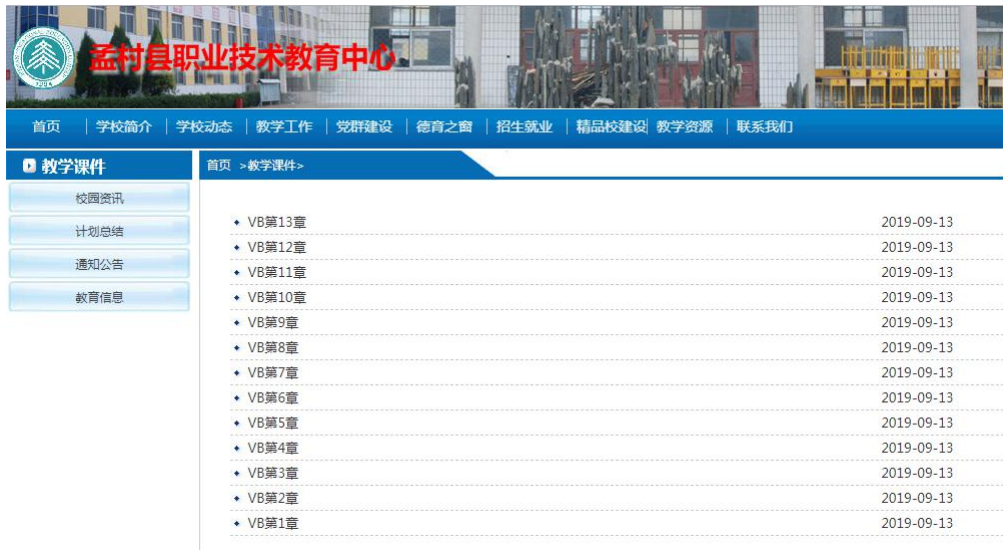 孟村县职业技术教育中心
首页 学校简介 学校动态 教学工作 党群建设 德育之窗 招生就业 精品校建设 教学资源 联系我们
教学课件
首页 >教学课件>
校园资讯
计划总结
通知公告
教育信息
VB第13章 2019-09-13
VB第12章 2019-09-13
VB第11章 2019-09-13
VB第10章 2019-09-13
VB第9章 2019-09-13
VB第8章 2019-09-13
VB第7章 2019-09-13
VB第6章 2019-09-13
VB第5章 2019-09-13
VB第4章 2019-09-13
VB第3章 2019-09-13
VB第2章 2019-09-13
VB第1章 2019-09-13